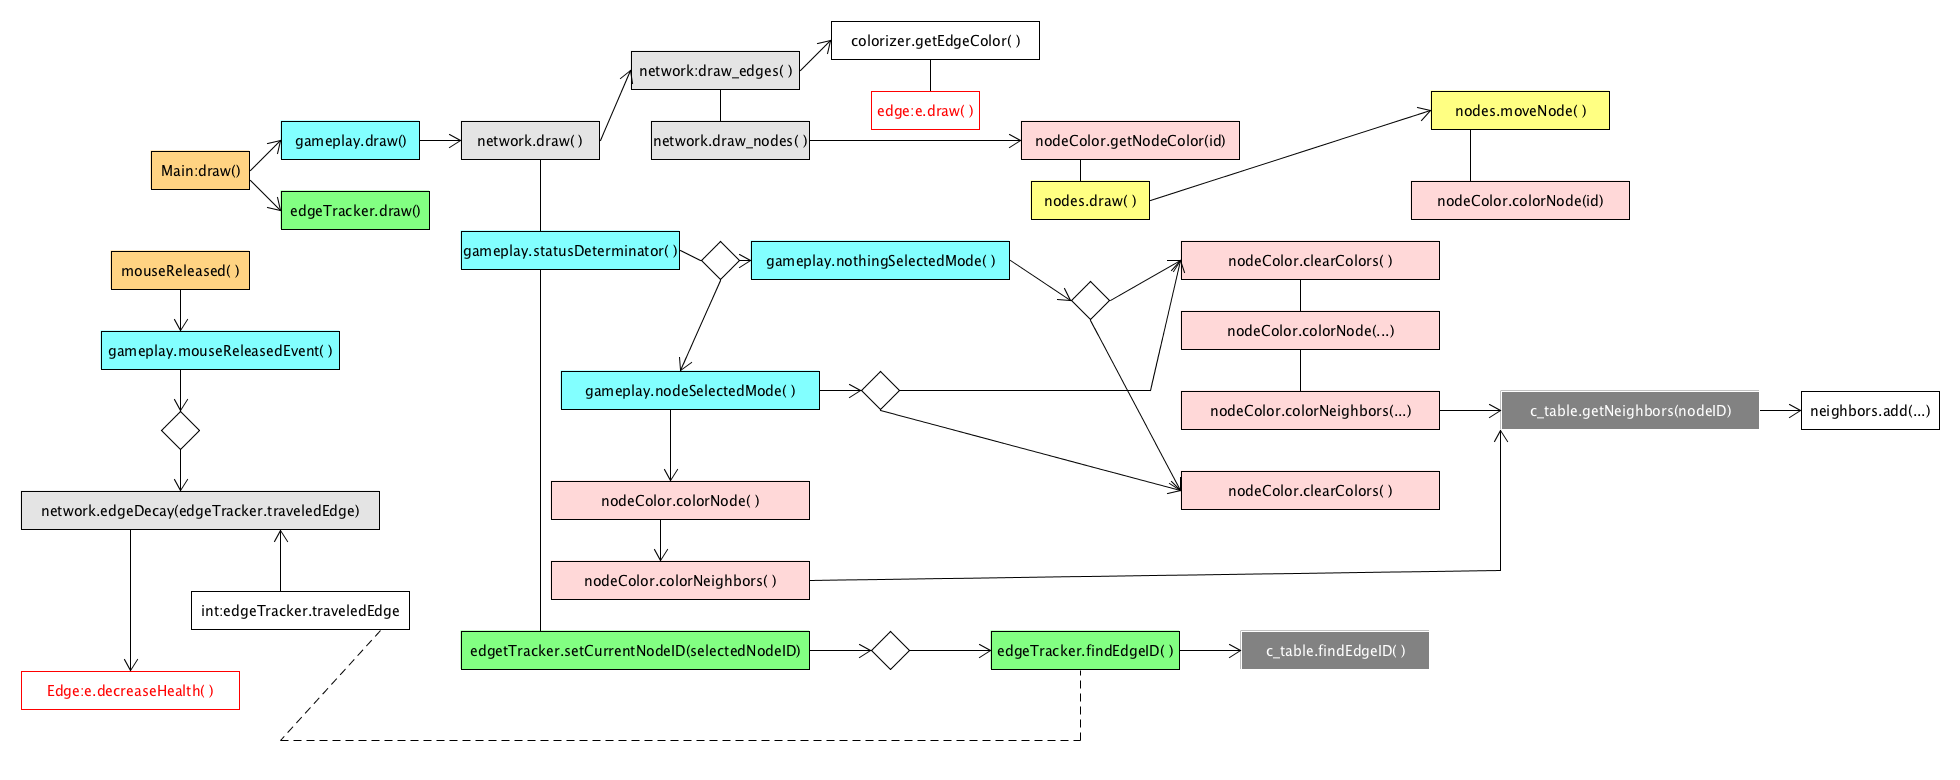 colorizer.getEdgeColor( )
network:draw_edges( )
edge:e.draw( )
nodes.moveNode( )
gameplay.draw()
network.draw( )
network.draw_nodes( )
nodeColor.getNodeColor(id)
Main:draw()
edgeTracker.draw()
nodes.draw( )
nodeColor.colorNode(id)
gameplay.statusDeterminator( )
gameplay.nothingSelectedMode( )
nodeColor.clearColors( )
mouseReleased( )
nodeColor.colorNode(...)
gameplay.mouseReleasedEvent( )
gameplay.nodeSelectedMode( )
nodeColor.colorNeighbors(...)
c_table.getNeighbors(nodeID)
neighbors.add(...)
nodeColor.clearColors( )
nodeColor.colorNode( )
network.edgeDecay(edgeTracker.traveledEdge)
nodeColor.colorNeighbors( )
int:edgeTracker.traveledEdge
edgetTracker.setCurrentNodeID(selectedNodeID)
edgeTracker.findEdgeID( )
c_table.findEdgeID( )
Edge:e.decreaseHealth( )